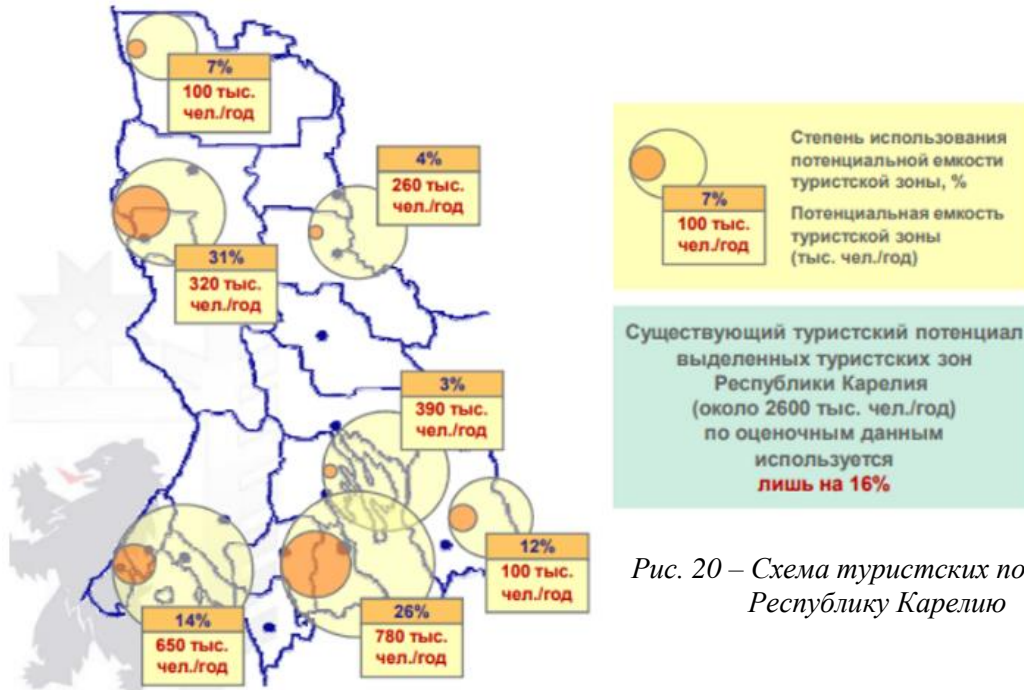 7%
100 тыс.
чел./год
4%
260 тыс.
чел./год
31%
320 тыс.
чел./год
3%
390 тыс.
чел./год
12%
100 тыс.
чел./год
14%
650 тыс.
чел./год
26%
780 тыс.
чел./год
Степень использования
потенциальной емкости
туристской зоны, %
7%
100 тыс.
чел./год
Потенциальная емкость
туристской зоны
(тыс. чел./год)
Существующий туристский потенциал
выделенных туристских зон
Республики Карелия
(около 2600 тыс. чел./год)
по оценочным данным
используется
лишь на 16%
Рис. 20 – Схема туристских по
Республику Карелию